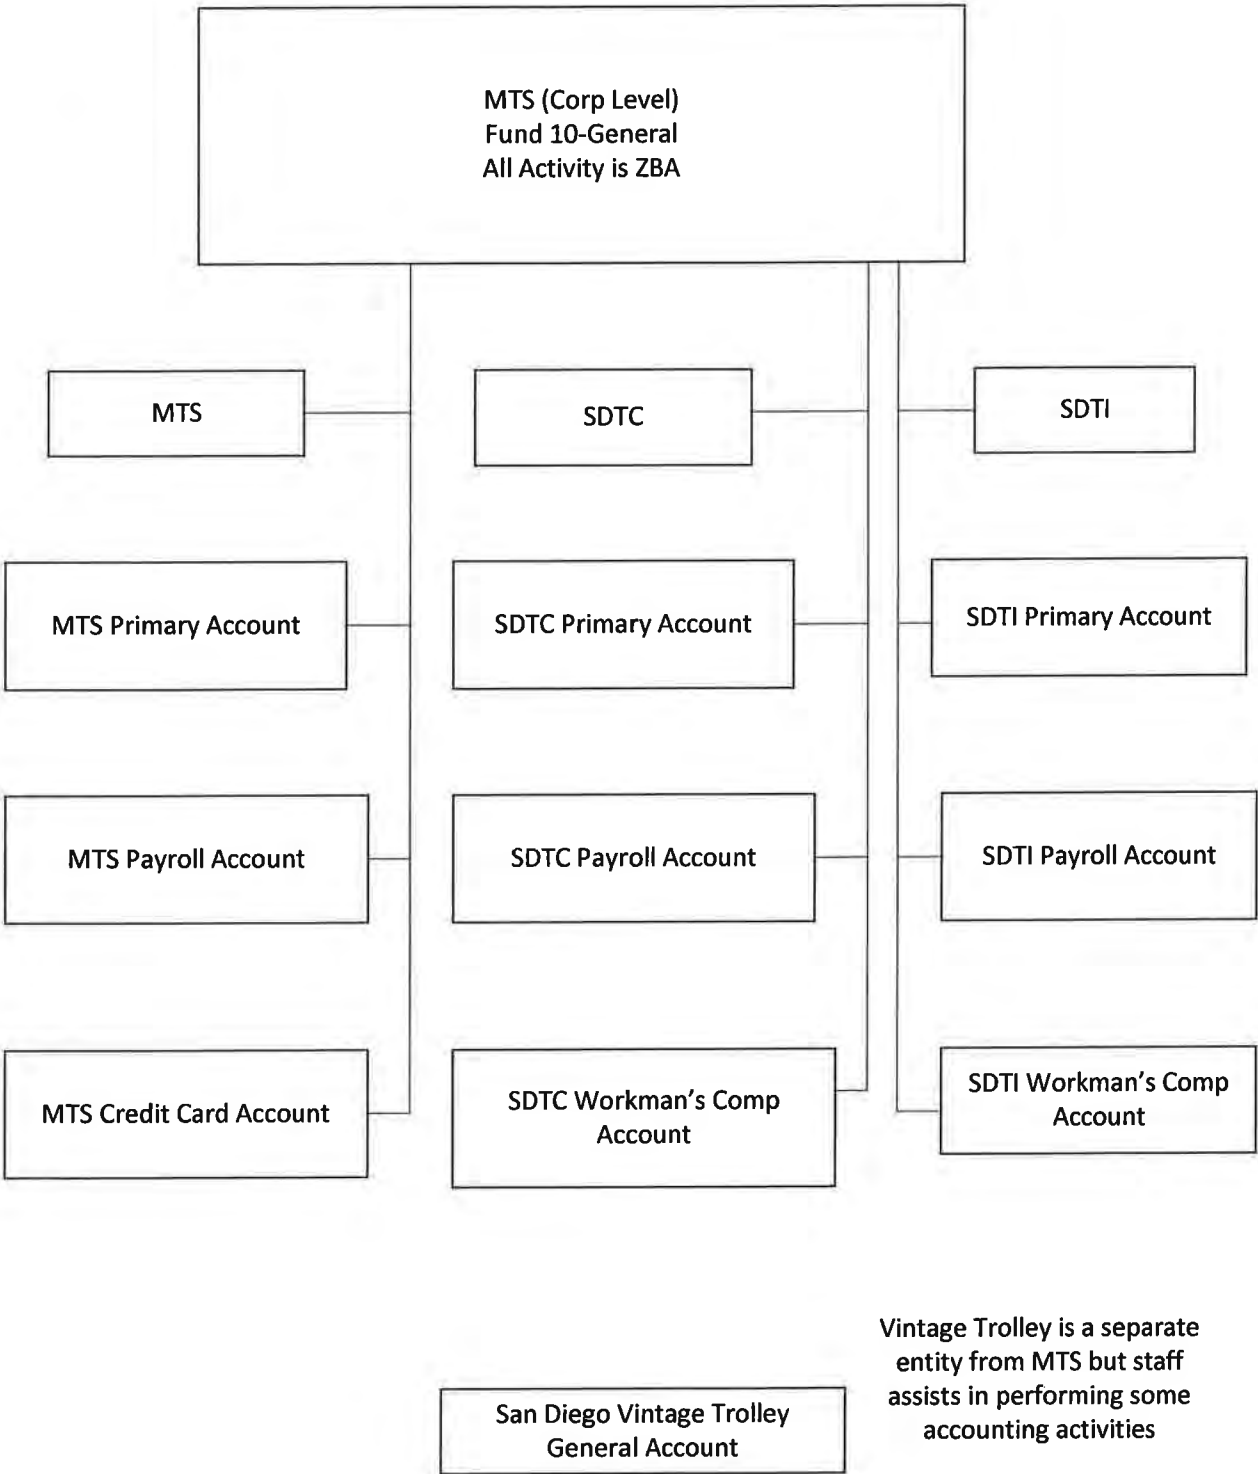 MTS (Corp Level)
Fund 10-General
All Activity is ZBA
MTS
SDTC
SDTI
MTS Primary Account
SDTC Primary Account
SDTI Primary Account
MTS Payroll Account
SDTC Payroll Account
SDTI Payroll Account
MTS Credit Card Account
SDTC Workman's Comp
Account
SDTI Workman's Comp
Account
Vintage Trolley is a separate
entity from MTS but staff
assists in performing some
accounting activities
San Diego Vintage Trolley
General Account